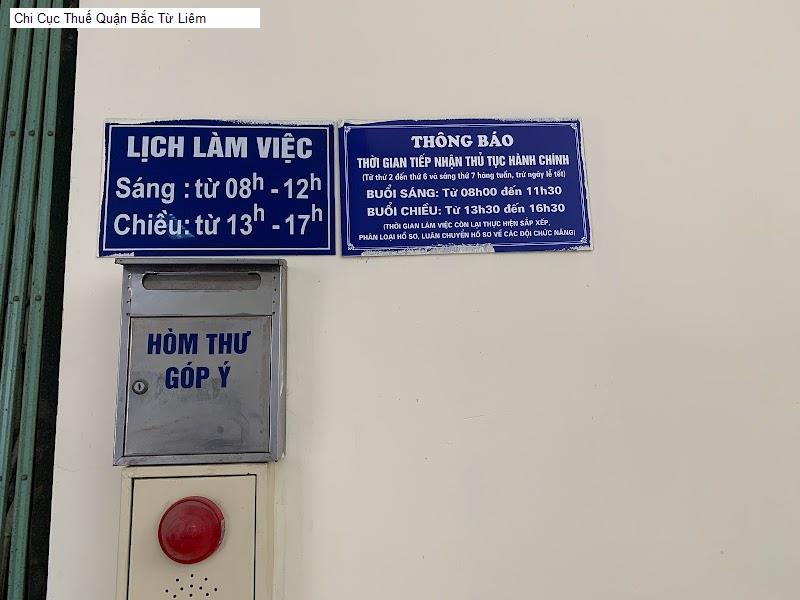 Chi Cục Thuế Quận Bắc Từ Liêm
LỊCH LÀM VIỆC
Sáng : từ 08h - 12h
Chiều: từ 13h - 17h
THÔNG BÁO
THỜI GIAN TIẾP NHẬN THỦ TỤC HÀNH CHÍNH
(Từ thứ 2 đến thứ 6 và sáng thứ 7 hàng tuần, trừ ngày lễ tết)
BUỔI SÁNG: Từ 08h00 đến 11h30
BUỔI CHIỀU: Từ 13h30 đến 16h30
(THỜI GIAN LÀM VIỆC CÒN LẠI THỰC HIỆN SẮP XẾP,
PHÂN LOẠI HỒ SƠ, LUÂN CHUYỂN HỒ SƠ VỀ CÁC ĐỘI CHỨC NĂNG)
HÒM THƯ
GÓP Ý